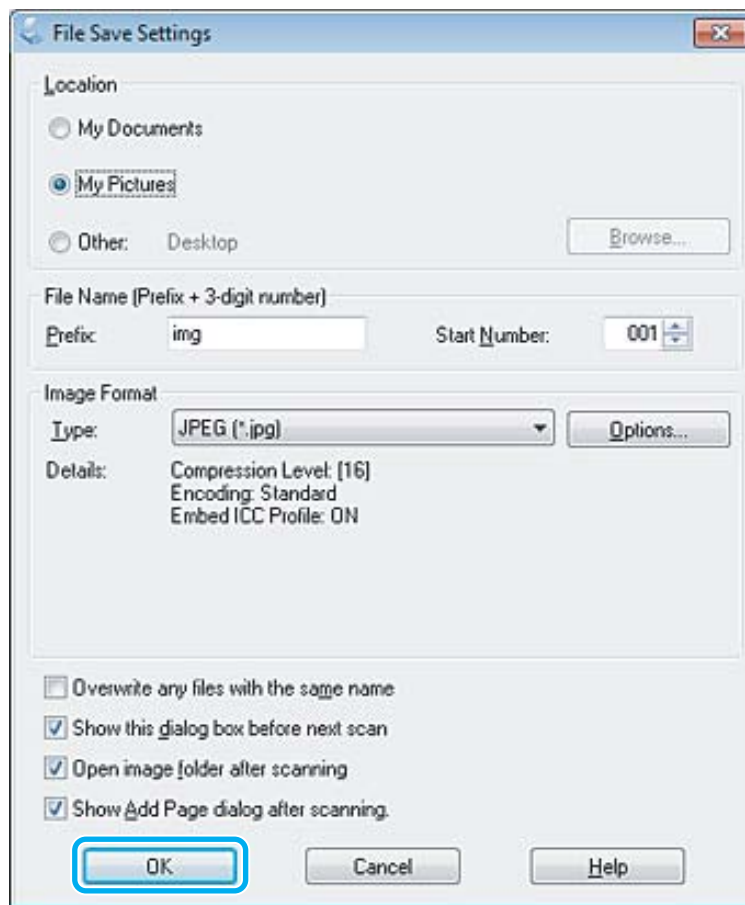 File Save Settings
Location
My Documents
My Pictures
Other: Desktop Browse...
File Name (Prefix + 3-digit number)
Prefix: img Start Number: 001
Image Format
Type: JPEG (*.jpg) Options...
Details: Compression Level: [16]
Encoding: Standard
Embed ICC Profile: ON
Overwrite any files with the same name
Show this dialog box before next scan
Open image folder after scanning
Show Add Page dialog after scanning.
OK Cancel Help